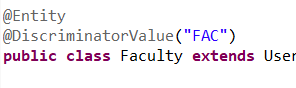 @Entity
@DiscriminatorValue("FAC")
public class Faculty extends User